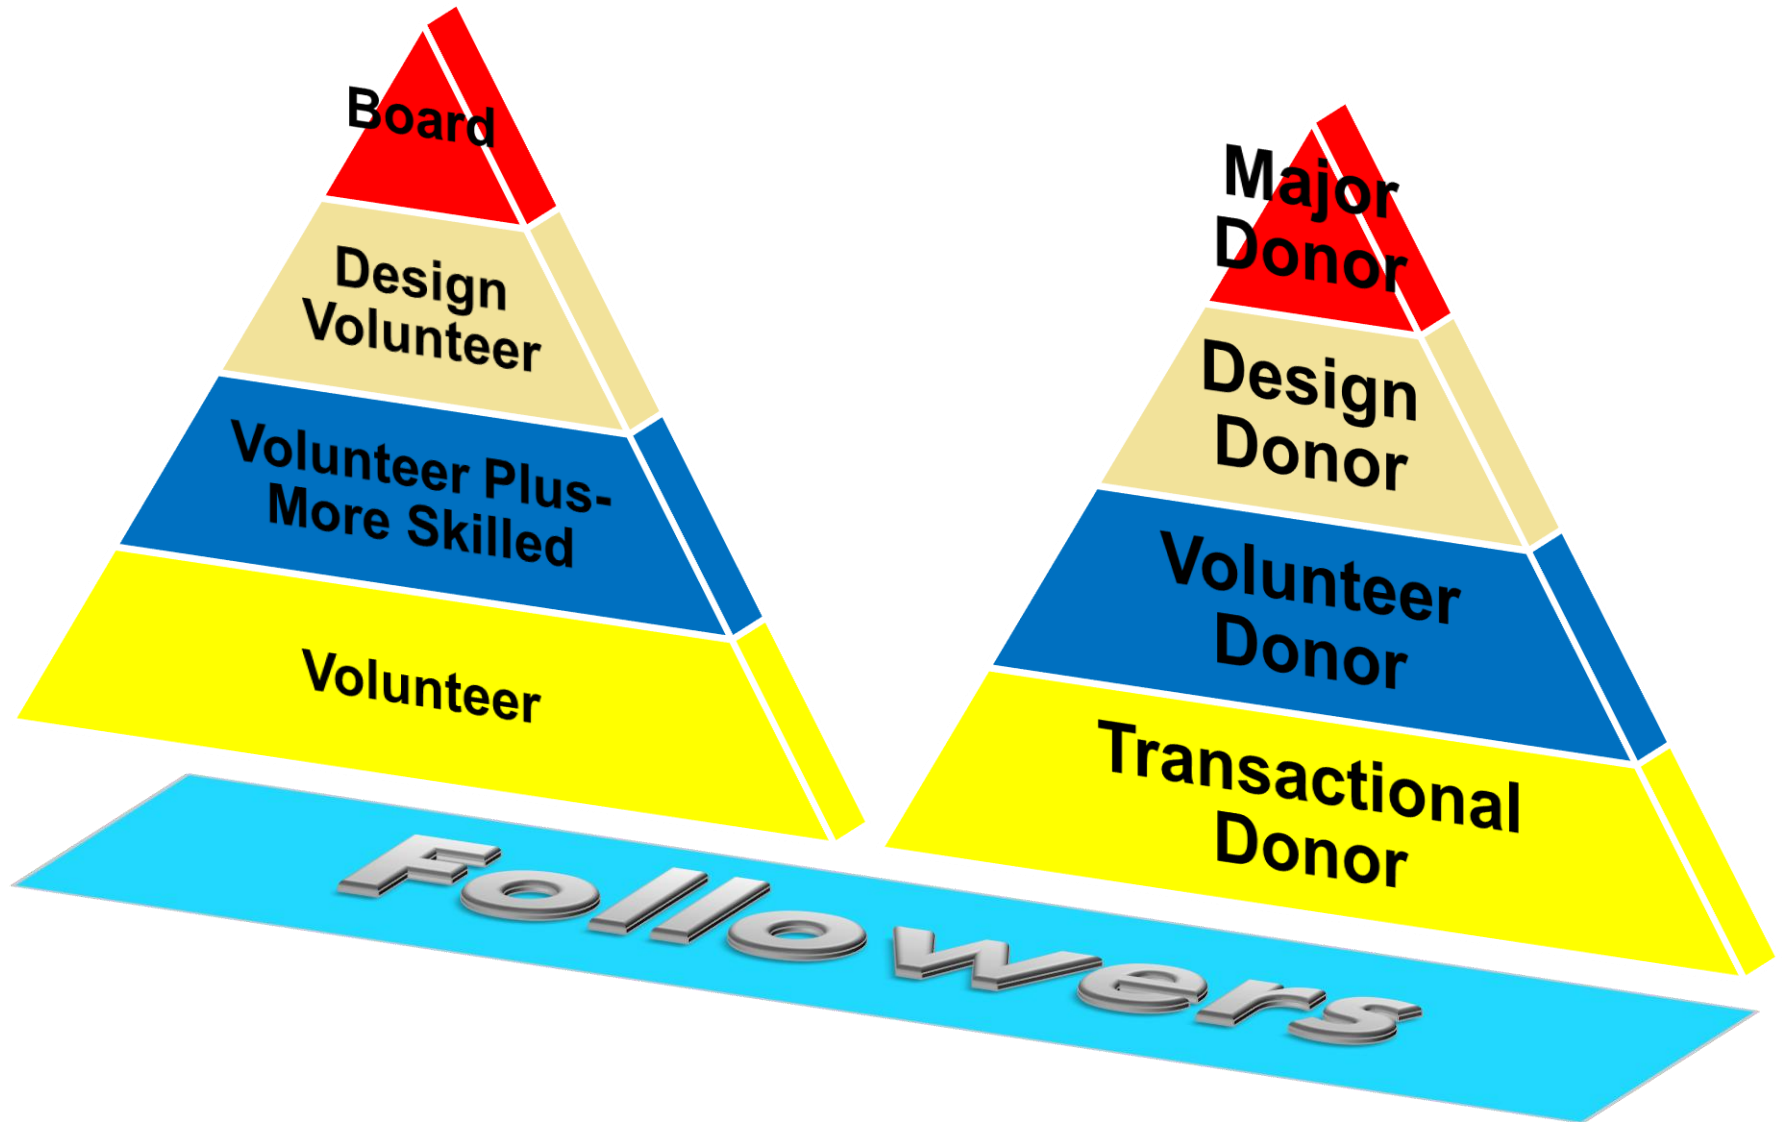 Board
Design
Volunteer
Volunteer Plus-
More Skilled
Volunteer
Major
Donor
Design
Donor
Volunteer
Donor
Transactional
Donor
Followers